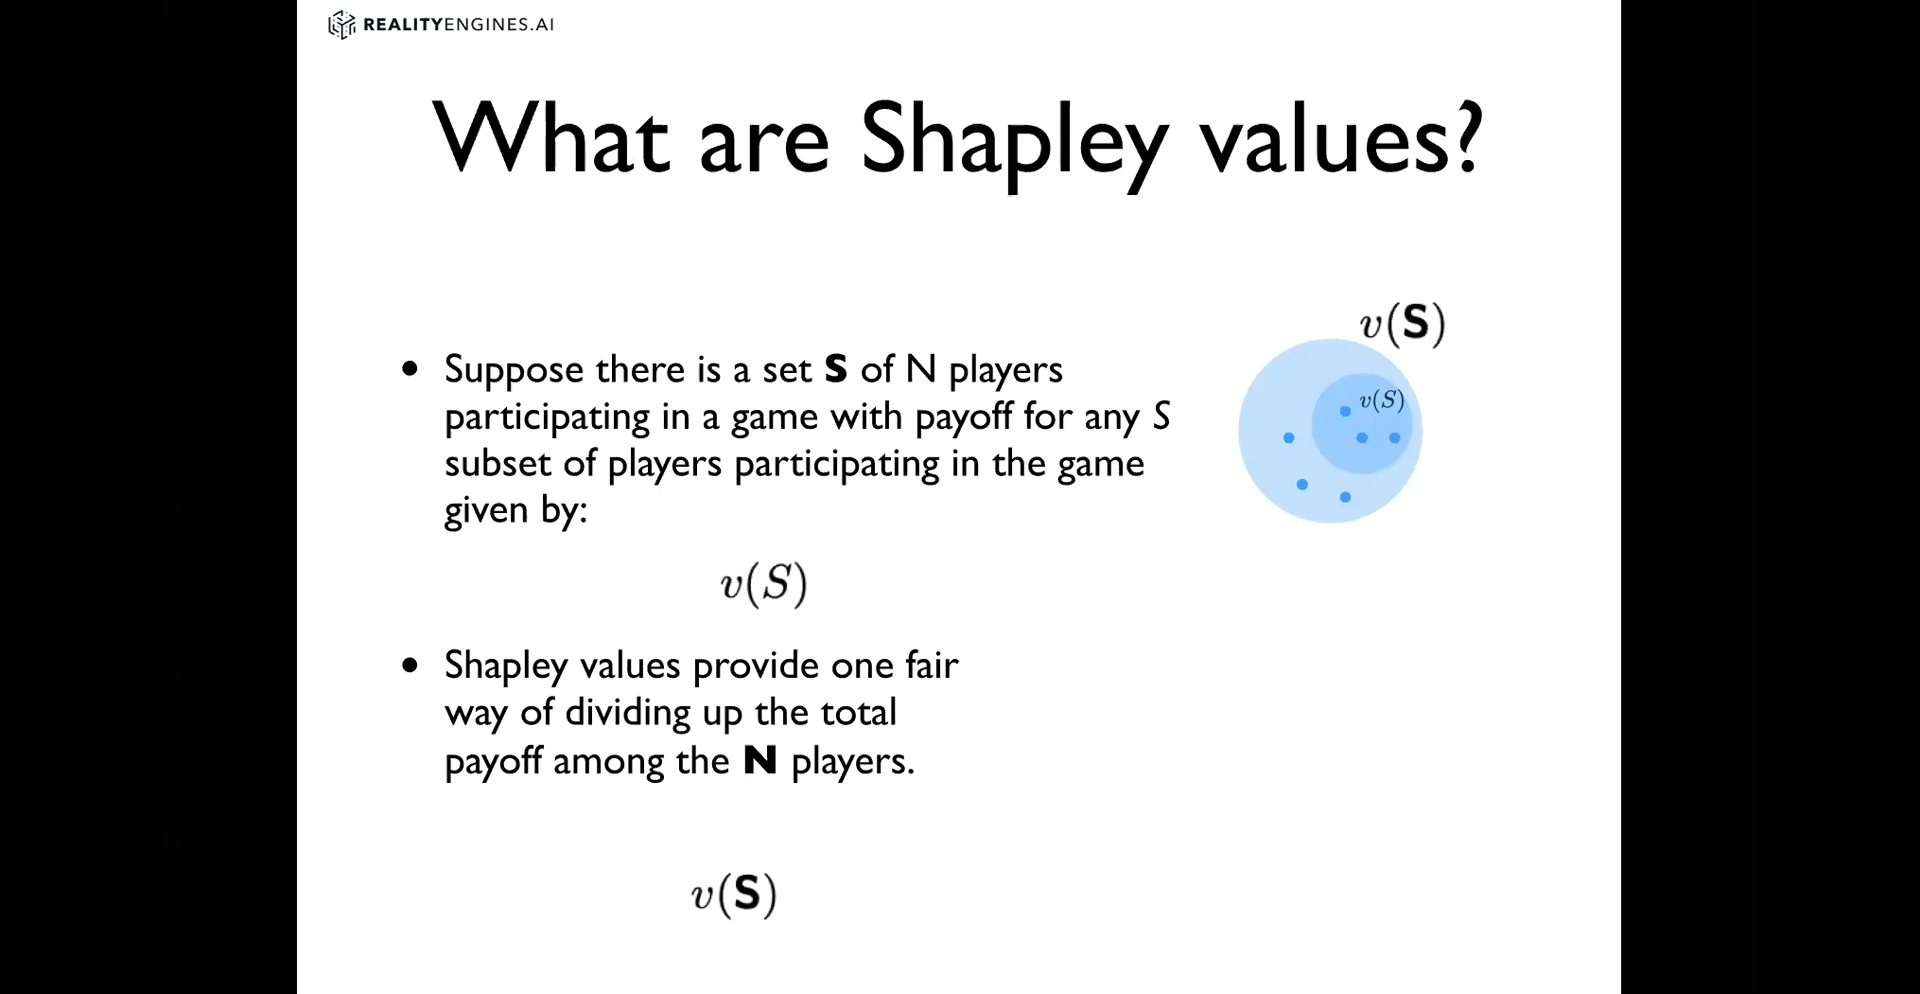 REALITYENGINES.AI
What are Shapley values?
• Suppose there is a set S of N players
participating in a game with payoff for any S
subset of players participating in the game
given by:
v(S)
• Shapley values provide one fair
way of dividing up the total
payoff among the N players.
v(S)
v(S)
v(S)